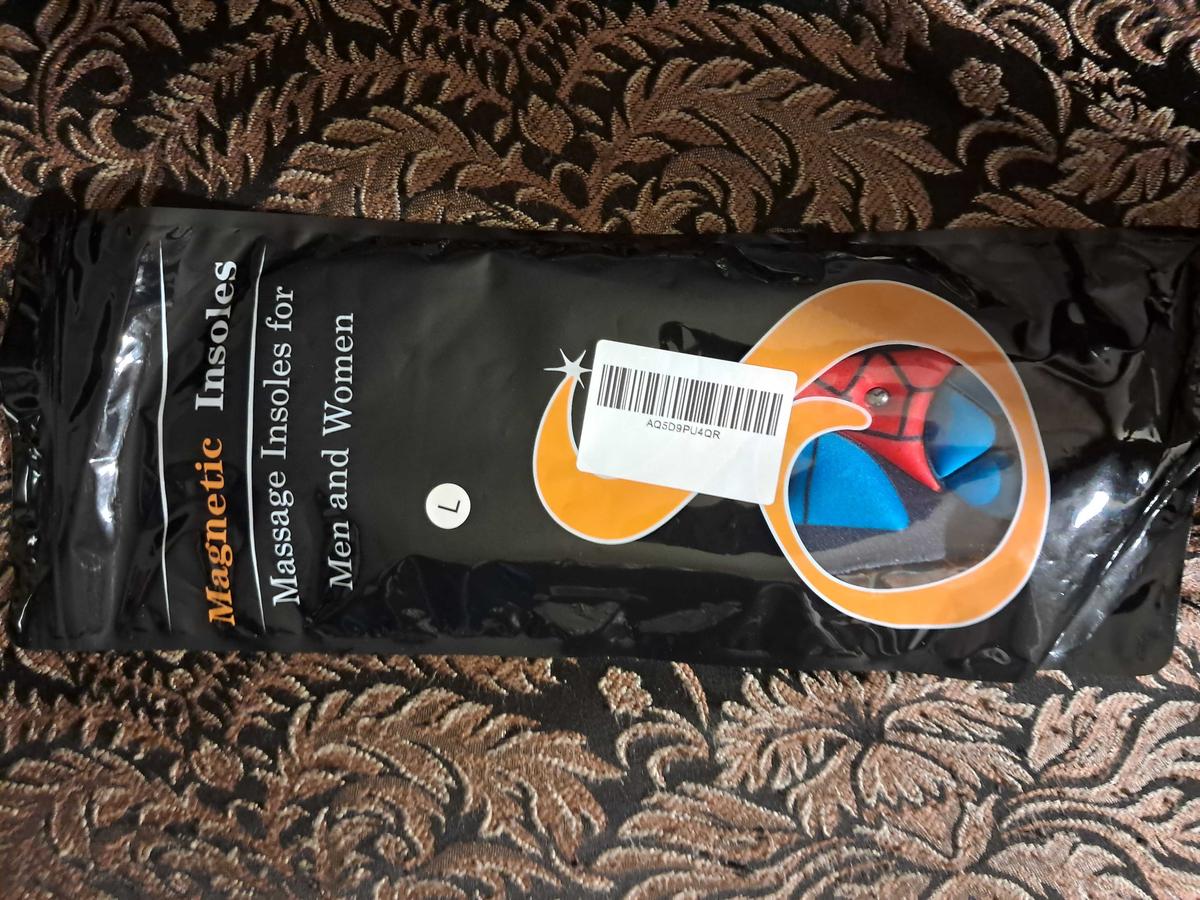 Magnetic Insoles
Massage Insoles for
Men and Women
L
AQ5D9PU4QR